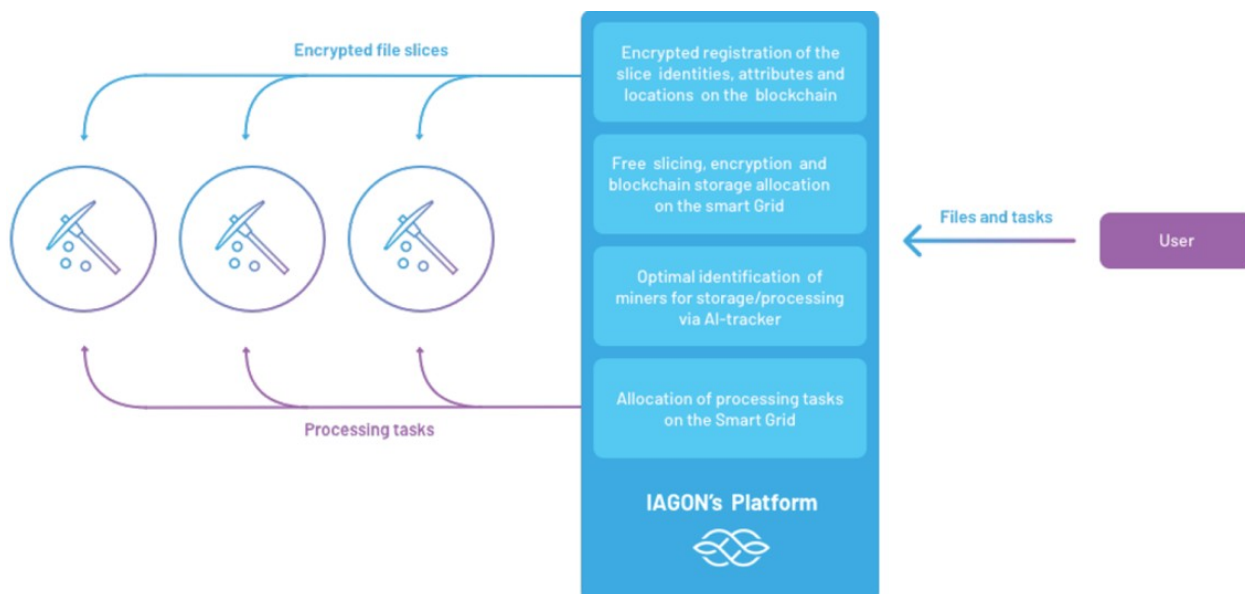 Encrypted file slices
Encrypted registration of the
slice identities, attributes and
locations on the blockchain
Free slicing, encryption and
blockchain storage allocation
on the smart Grid
Files and tasks
User
Optimal identification of
miners for storage/processing
via AI-tracker
Allocation of processing tasks
on the Smart Grid
Processing tasks
IAGON's Platform